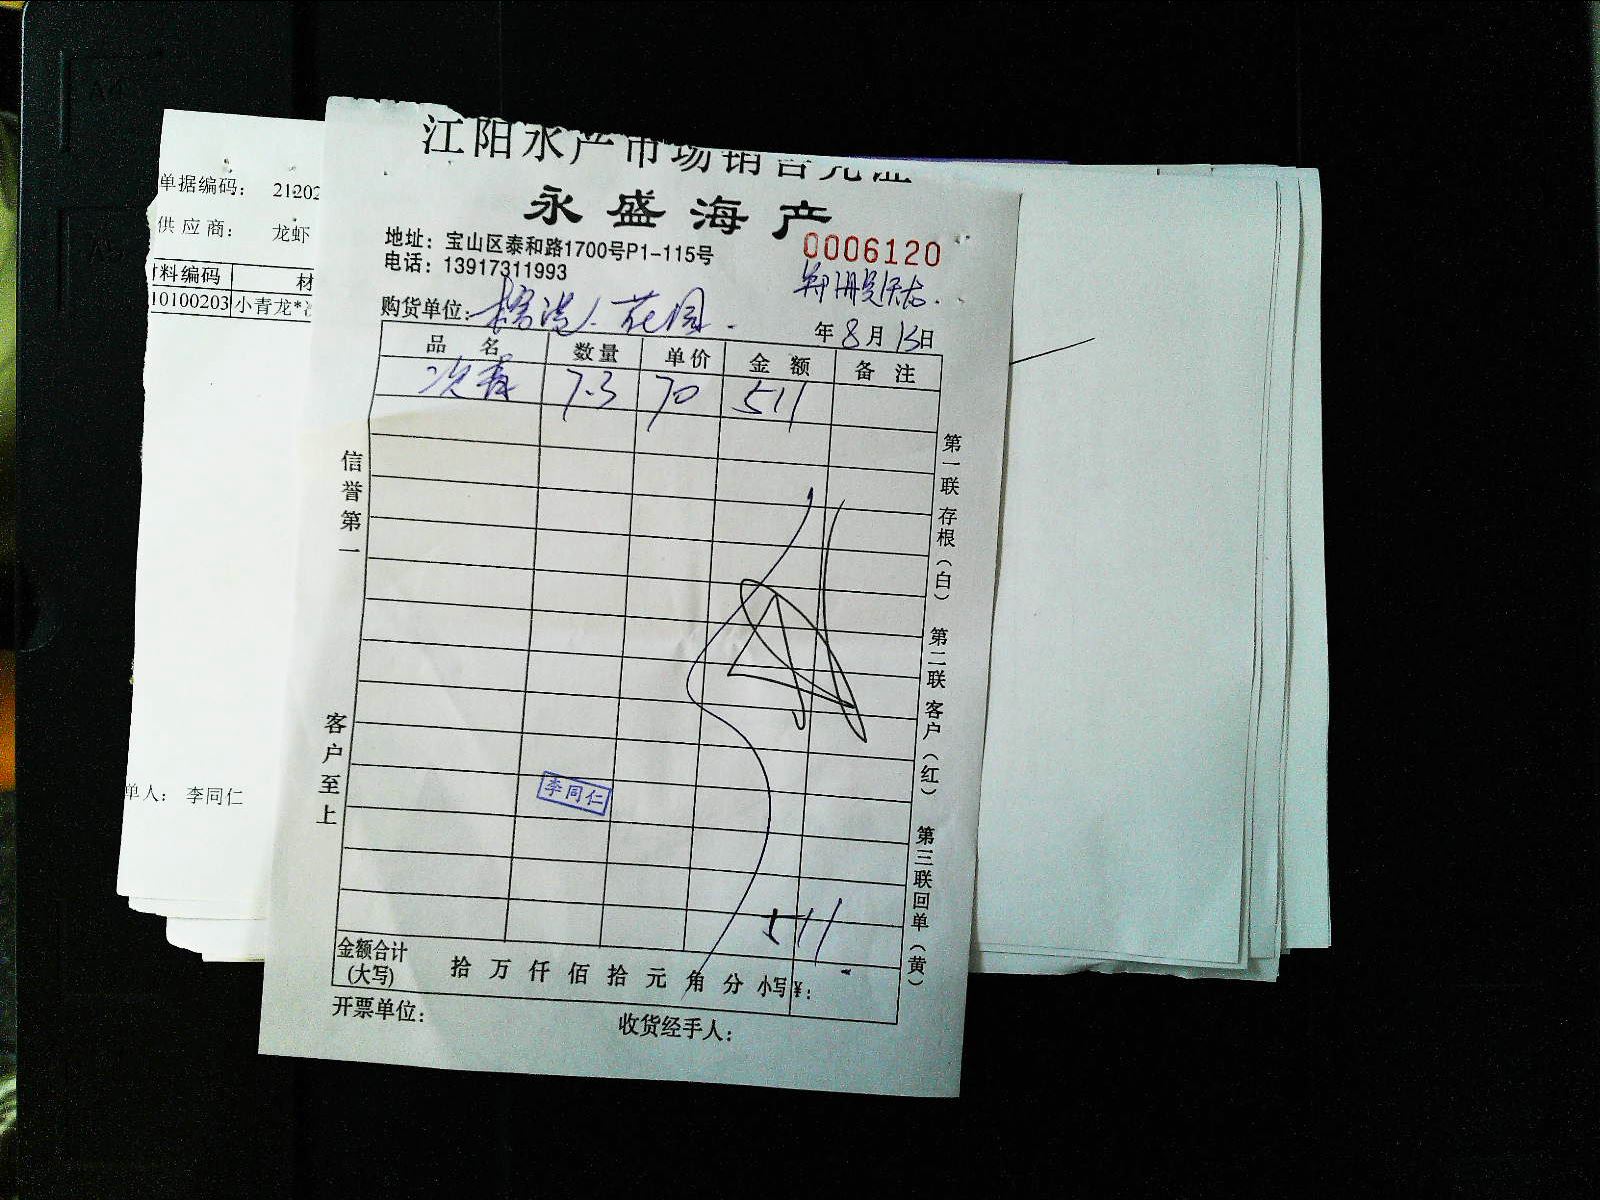 江阳水产市场销售凭证
永盛海产
地址：宝山区泰和路1700号P1-115号
0006120
电话：13917311993
购货单位：
年8月13日
品名 数量 单价 金额 备注
7.3 70 511
信誉第一
客户至上
第一联存根（白） 第二联客户（红） 第三联回单（黄）
李同仁
511
金额合计(大写) 拾万仟佰拾元角分 小写¥：
开票单位：
收货经手人：
单据编码： 21202
供应商： 龙虾
料编码 材
10100203 小青龙*
单人： 李同仁